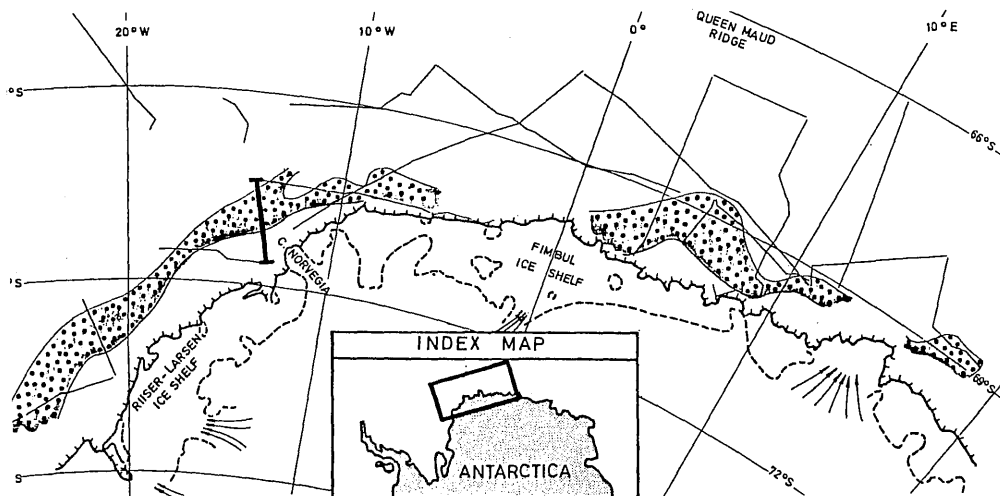 20°W
10°W
0°
QUEEN MAUD
RIDGE
10°E
°S
66°S
C. NORVEGIA
FIMBUL
ICE SHELF
°S
RIISER-LARSEN
ICE SHELF
INDEX MAP
69°S
ANTARCTICA
72°S
S